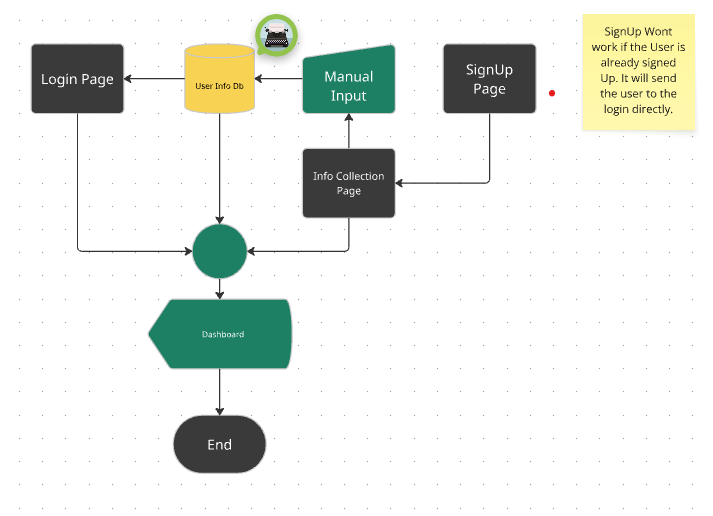 Login Page
User Info Db
Manual
Input
SignUp
Page
SignUp Wont
work if the User is
already signed
Up. It will send
the user to the
login directly.
Info Collection
Page
Dashboard
End